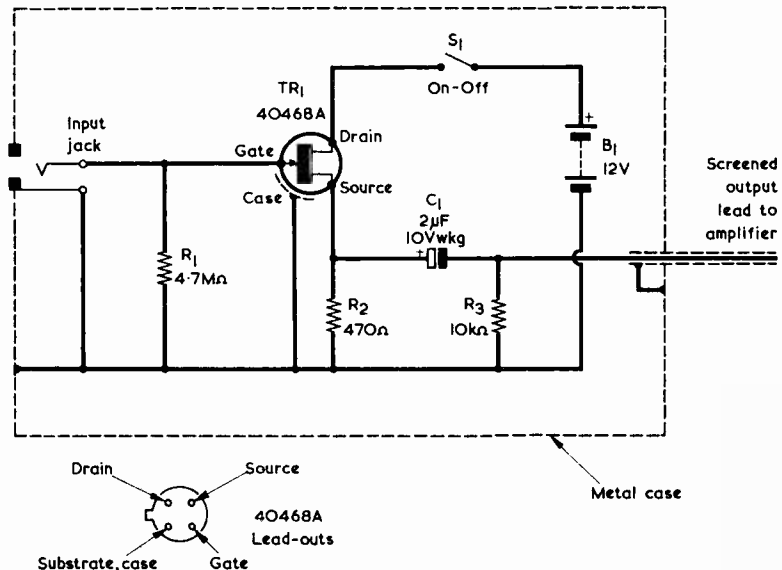 S1
On-Off
TR1
40468A
Drain
Input
jack
Gate
Case
Source
+
B1
12V
Screened
output
lead to
amplifier
C1
2µF
10Vwkg
+
R1
4·7MΩ
R2
470Ω
R3
10kΩ
Metal case
Drain
Source
40468A
Lead-outs
Substrate, case
Gate